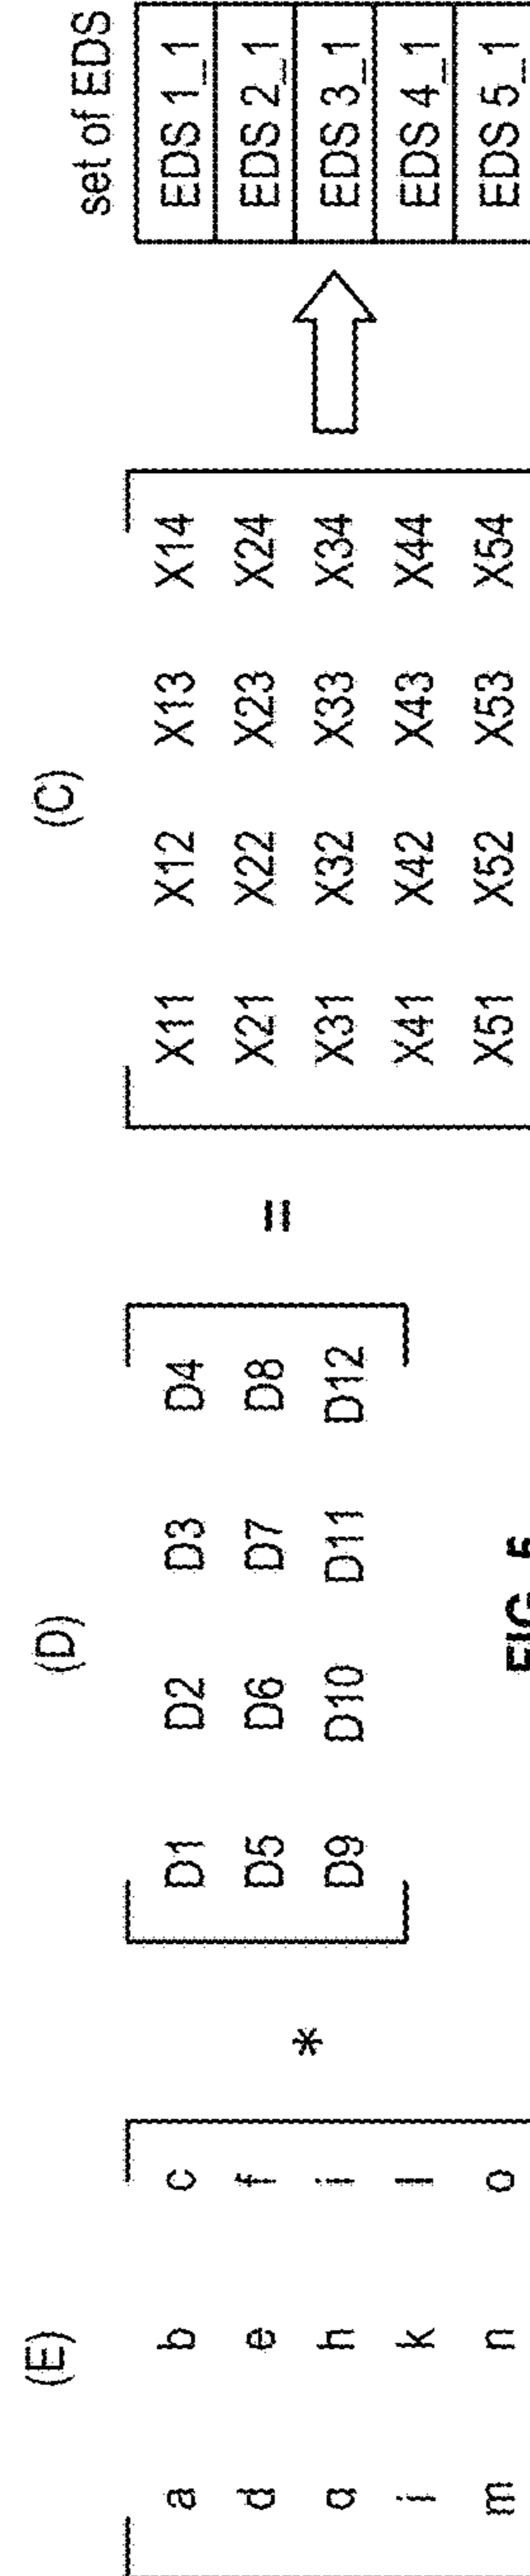 (E) (D) (C) set of EDS
a b c D1 D2 D3 D4 X11 X12 X13 X14 EDS 1_1
d e f D5 D6 D7 D8 X21 X22 X23 X24 EDS 2_1
g h i * D9 D10 D11 D12 = X31 X32 X33 X34 EDS 3_1
j k l X41 X42 X43 X44 EDS 4_1
m n o X51 X52 X53 X54 EDS 5_1
FIG. 5